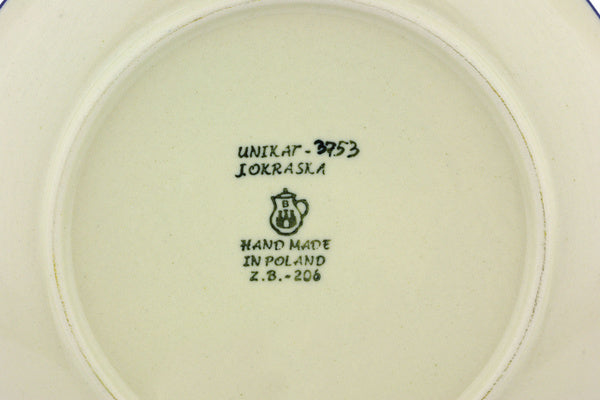 UNIKAT-3753
J.OKRASKA
B
HAND MADE
IN POLAND
Z.B.-206